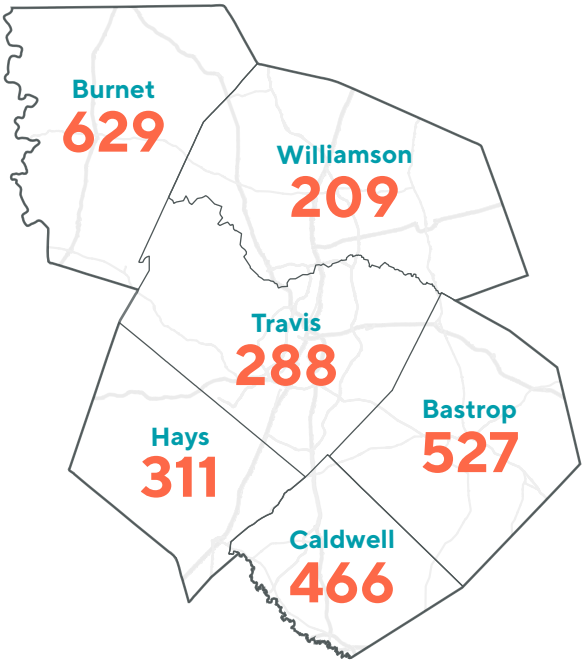 Burnet
629
Williamson
209
Travis
288
Bastrop
527
Hays
311
Caldwell
466